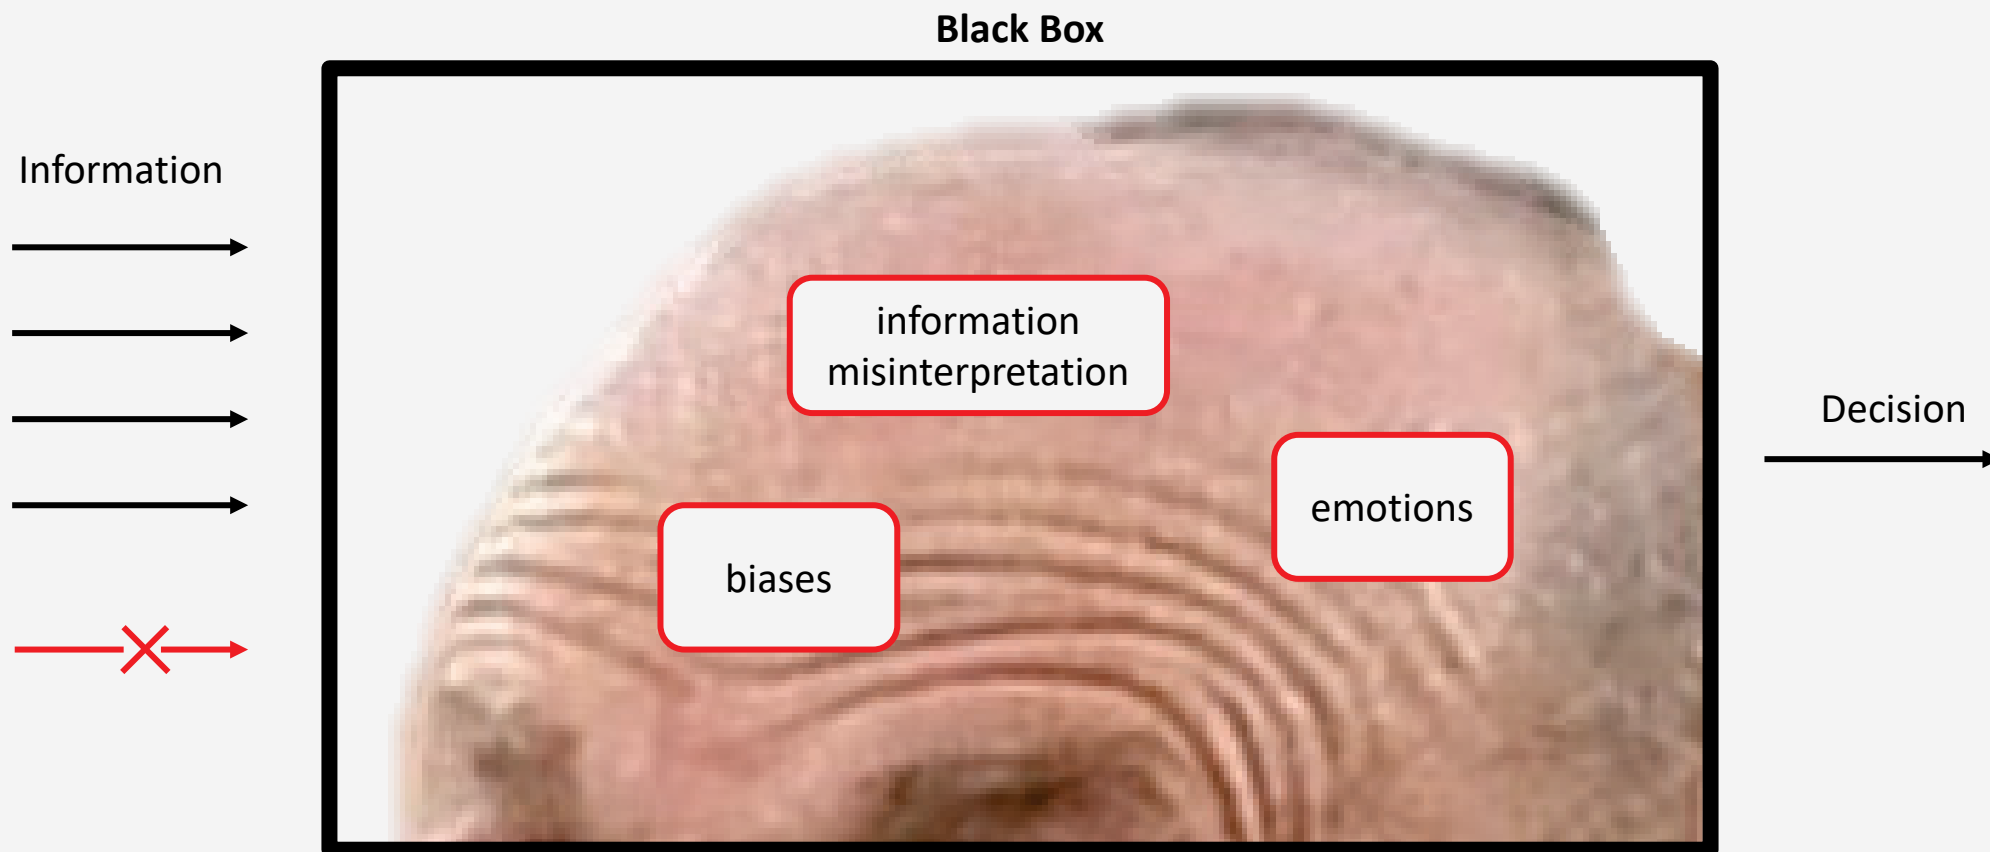 Black Box
Information
information
misinterpretation
Decision
emotions
biases